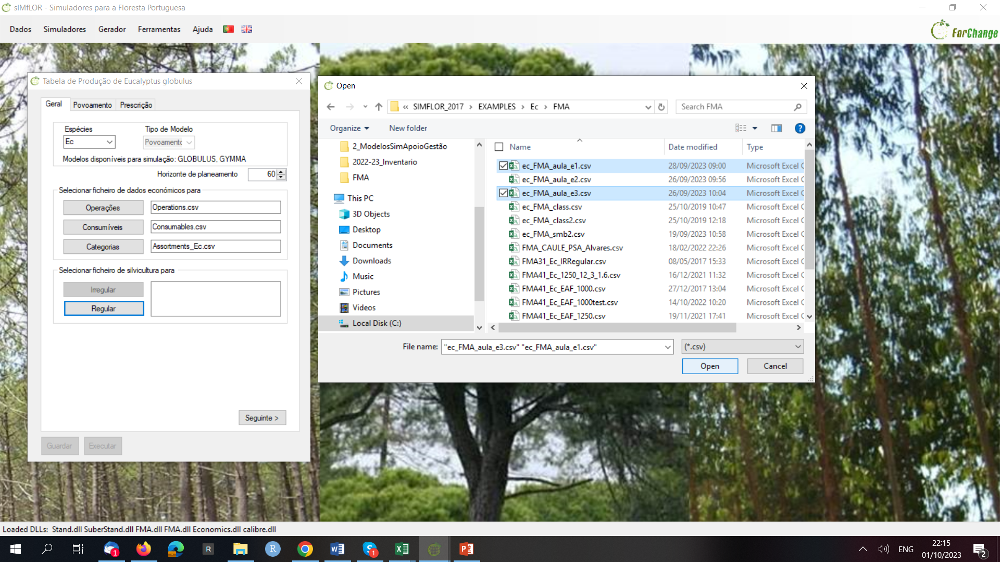 sIMfLOR - Simuladores para a Floresta Portuguesa
Dados Simuladores Gerador Ferramentas Ajuda
ForChange
Tabela de Produção de Eucalyptus globulus
Geral Povoamento Prescrição
Espécies Tipo de Modelo
Ec Povoamento
Modelos disponíveis para simulação: GLOBULUS, GYMMA
Horizonte de planeamento 60
Selecionar ficheiro de dados económicos para
Operações Operations.csv
Consumíveis Consumables.csv
Categorias Assortments_Ec.csv
Selecionar ficheiro de silvicultura para
Irregular
Regular
Seguinte >
Guardar Executar
Open
« SIMFLOR_2017 › EXAMPLES › Ec › FMA
Search FMA
Organize New folder
2_ModelosSimApoioGestão
2022-23_Inventario
FMA
This PC
3D Objects
Desktop
Documents
Downloads
Music
Pictures
Videos
Local Disk (C:)
Name Date modified Type
ec_FMA_aula_e1.csv 28/09/2023 09:00 Microsoft Excel C
ec_FMA_aula_e2.csv 26/09/2023 09:56 Microsoft Excel C
ec_FMA_aula_e3.csv 26/09/2023 10:04 Microsoft Excel C
ec_FMA_class.csv 25/10/2019 10:47 Microsoft Excel C
ec_FMA_class2.csv 25/10/2019 12:18 Microsoft Excel C
ec_FMA_smb2.csv 19/09/2023 10:58 Microsoft Excel C
FMA_CAULE_PSA_Alvares.csv 18/02/2022 22:26 Microsoft Excel C
FMA31_Ec_IRRegular.csv 08/05/2017 15:33 Microsoft Excel C
FMA41_Ec_1250_12_3_1.6.csv 16/12/2021 11:32 Microsoft Excel C
FMA41_Ec_EAF_1000.csv 27/12/2017 13:04 Microsoft Excel C
FMA41_Ec_EAF_1000test.csv 14/10/2022 10:20 Microsoft Excel C
FMA41_Ec_EAF_1250.csv 19/11/2021 17:41 Microsoft Excel C
File name: "ec_FMA_aula_e3.csv" "ec_FMA_aula_e1.csv" (*.csv)
Open Cancel
Loaded DLLs: Stand.dll SuberStand.dll FMA.dll FMA.dll Economics.dll calibre.dll
1 R R W S 1 X P ENG 22:15
01/10/2023 2